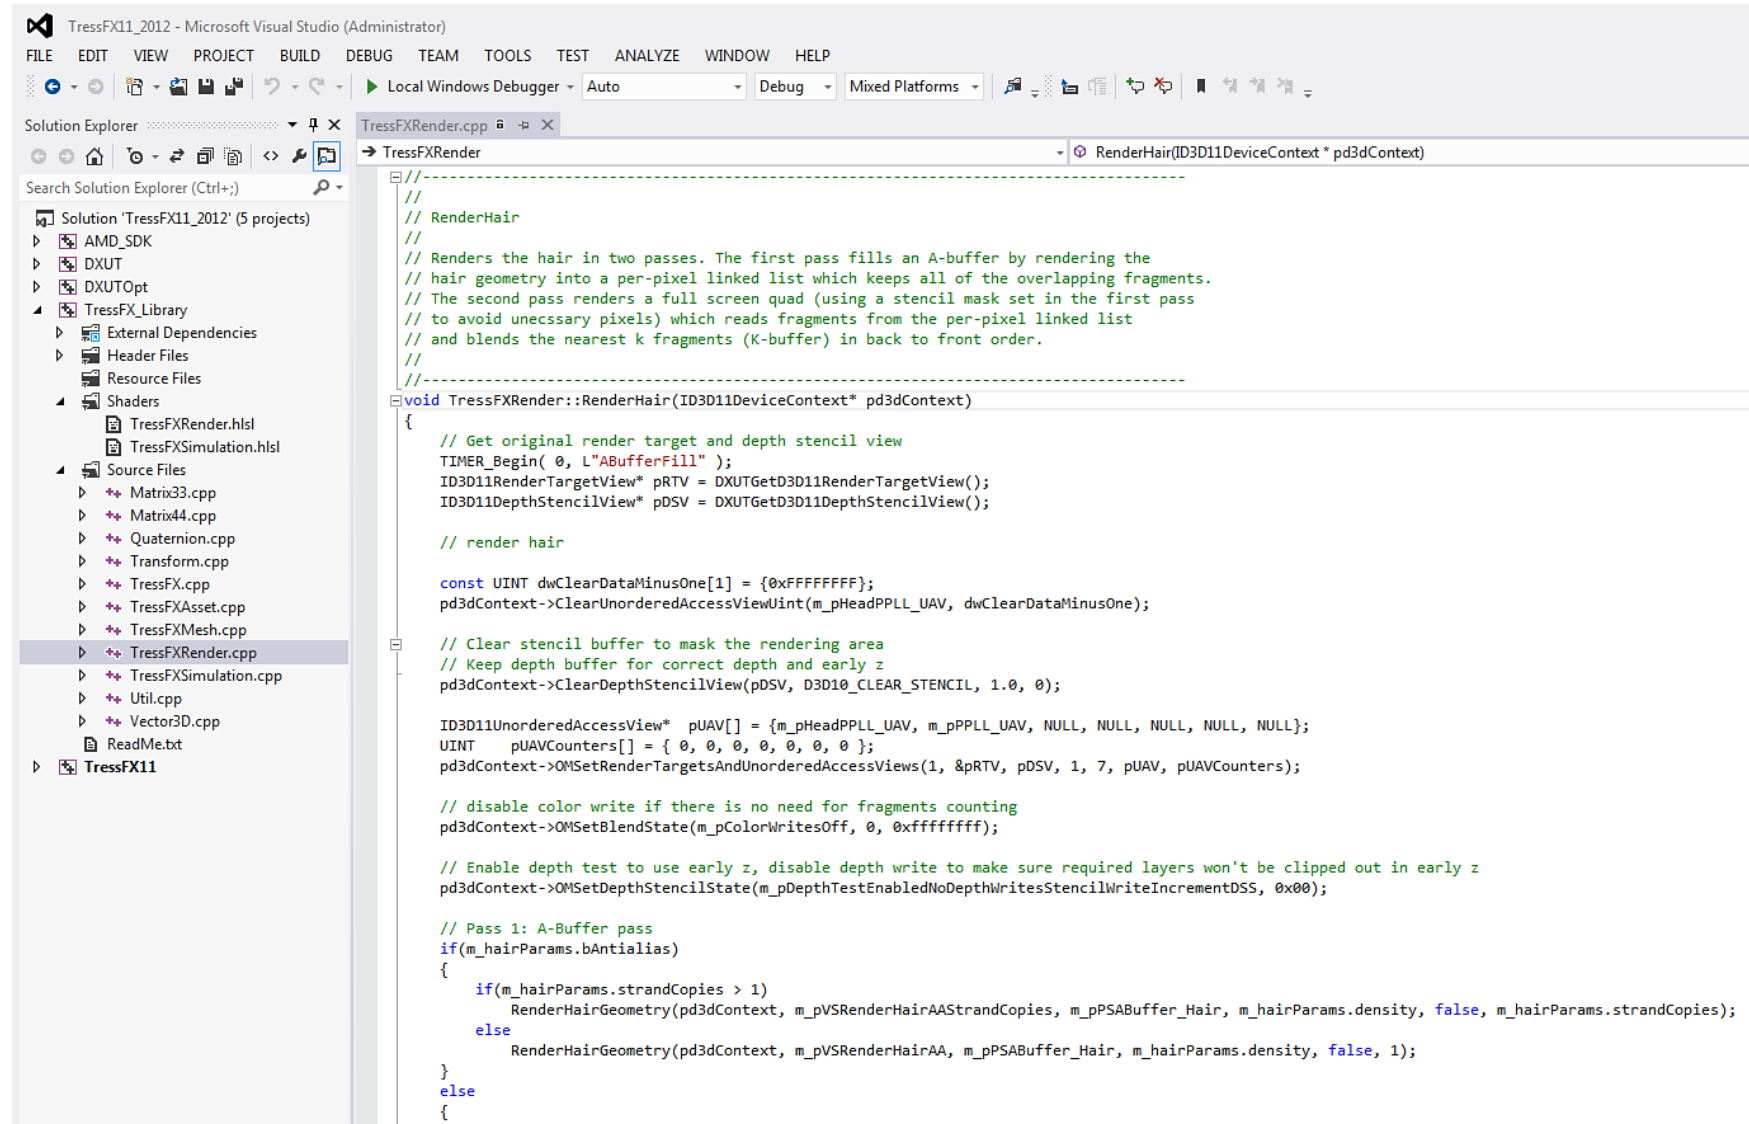 TressFX11_2012 - Microsoft Visual Studio (Administrator)
FILE EDIT VIEW PROJECT BUILD DEBUG TEAM TOOLS TEST ANALYZE WINDOW HELP
Local Windows Debugger Auto Debug Mixed Platforms
Solution Explorer
Search Solution Explorer (Ctrl+;)
Solution 'TressFX11_2012' (5 projects)
AMD_SDK
DXUT
DXUTOpt
TressFX_Library
External Dependencies
Header Files
Resource Files
Shaders
TressFXRender.hlsl
TressFXSimulation.hlsl
Source Files
Matrix33.cpp
Matrix44.cpp
Quaternion.cpp
Transform.cpp
TressFX.cpp
TressFXAsset.cpp
TressFXMesh.cpp
TressFXRender.cpp
TressFXSimulation.cpp
Util.cpp
Vector3D.cpp
ReadMe.txt
TressFX11
TressFXRender.cpp
TressFXRender RenderHair(ID3D11DeviceContext * pd3dContext)
//--------------------------------------------------------------------------------------
//
// RenderHair
//
// Renders the hair in two passes. The first pass fills an A-buffer by rendering the
// hair geometry into a per-pixel linked list which keeps all of the overlapping fragments.
// The second pass renders a full screen quad (using a stencil mask set in the first pass
// to avoid unecssary pixels) which reads fragments from the per-pixel linked list
// and blends the nearest k fragments (K-buffer) in back to front order.
//
//--------------------------------------------------------------------------------------
void TressFXRender::RenderHair(ID3D11DeviceContext* pd3dContext)
{
// Get original render target and depth stencil view
TIMER_Begin( 0, L"ABufferFill" );
ID3D11RenderTargetView* pRTV = DXUTGetD3D11RenderTargetView();
ID3D11DepthStencilView* pDSV = DXUTGetD3D11DepthStencilView();
// render hair
const UINT dwClearDataMinusOne[1] = {0xFFFFFFFF};
pd3dContext->ClearUnorderedAccessViewUint(m_pHeadPPLL_UAV, dwClearDataMinusOne);
// Clear stencil buffer to mask the rendering area
// Keep depth buffer for correct depth and early z
pd3dContext->ClearDepthStencilView(pDSV, D3D10_CLEAR_STENCIL, 1.0, 0);
ID3D11UnorderedAccessView*  pUAV[] = {m_pHeadPPLL_UAV, m_pPPLL_UAV, NULL, NULL, NULL, NULL, NULL};
UINT    pUAVCounters[] = { 0, 0, 0, 0, 0, 0, 0 };
pd3dContext->OMSetRenderTargetsAndUnorderedAccessViews(1, &pRTV, pDSV, 1, 7, pUAV, pUAVCounters);
// disable color write if there is no need for fragments counting
pd3dContext->OMSetBlendState(m_pColorWritesOff, 0, 0xffffffff);
// Enable depth test to use early z, disable depth write to make sure required layers won't be clipped out in early z
pd3dContext->OMSetDepthStencilState(m_pDepthTestEnabledNoDepthWritesStencilWriteIncrementDSS, 0x00);
// Pass 1: A-Buffer pass
if(m_hairParams.bAntialias)
{
if(m_hairParams.strandCopies > 1)
RenderHairGeometry(pd3dContext, m_pVSRenderHairAAStrandCopies, m_pPSABuffer_Hair, m_hairParams.density, false, m_hairParams.strandCopies);
else
RenderHairGeometry(pd3dContext, m_pVSRenderHairAA, m_pPSABuffer_Hair, m_hairParams.density, false, 1);
}
else
{